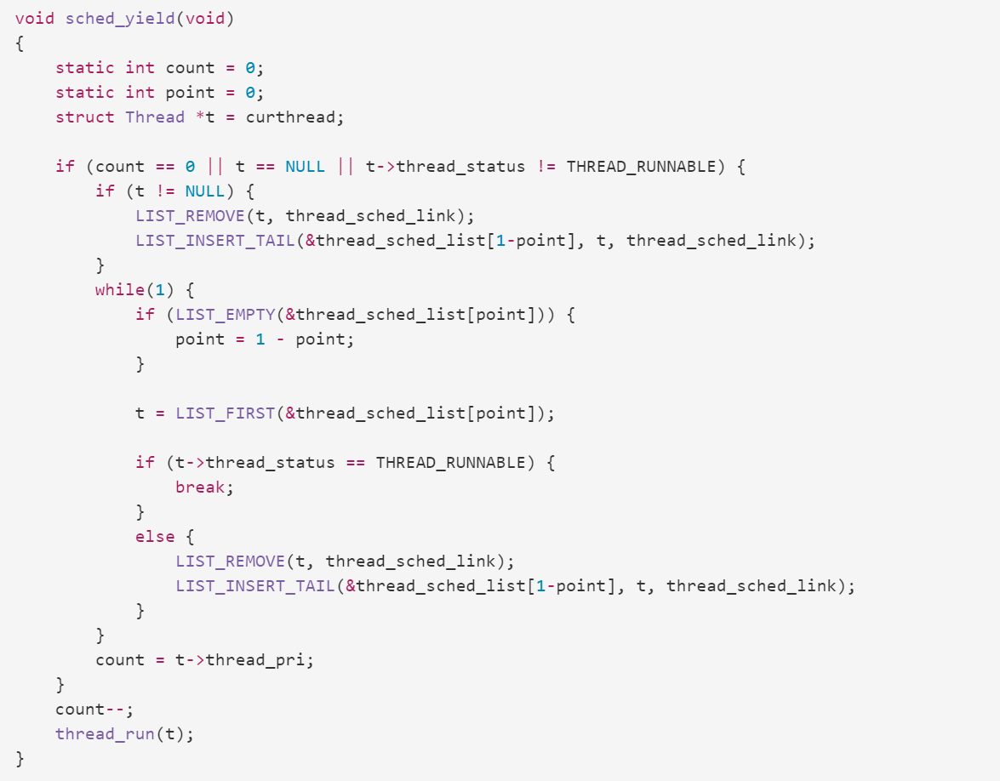 void sched_yield(void)
{
    static int count = 0;
    static int point = 0;
    struct Thread *t = curthread;

    if (count == 0 || t == NULL || t->thread_status != THREAD_RUNNABLE) {
        if (t != NULL) {
            LIST_REMOVE(t, thread_sched_link);
            LIST_INSERT_TAIL(&thread_sched_list[1-point], t, thread_sched_link);
        }
        while(1) {
            if (LIST_EMPTY(&thread_sched_list[point])) {
                point = 1 - point;
            }

            t = LIST_FIRST(&thread_sched_list[point]);

            if (t->thread_status == THREAD_RUNNABLE) {
                break;
            }
            else {
                LIST_REMOVE(t, thread_sched_link);
                LIST_INSERT_TAIL(&thread_sched_list[1-point], t, thread_sched_link);
            }
        }
        count = t->thread_pri;
    }
    count--;
    thread_run(t);
}